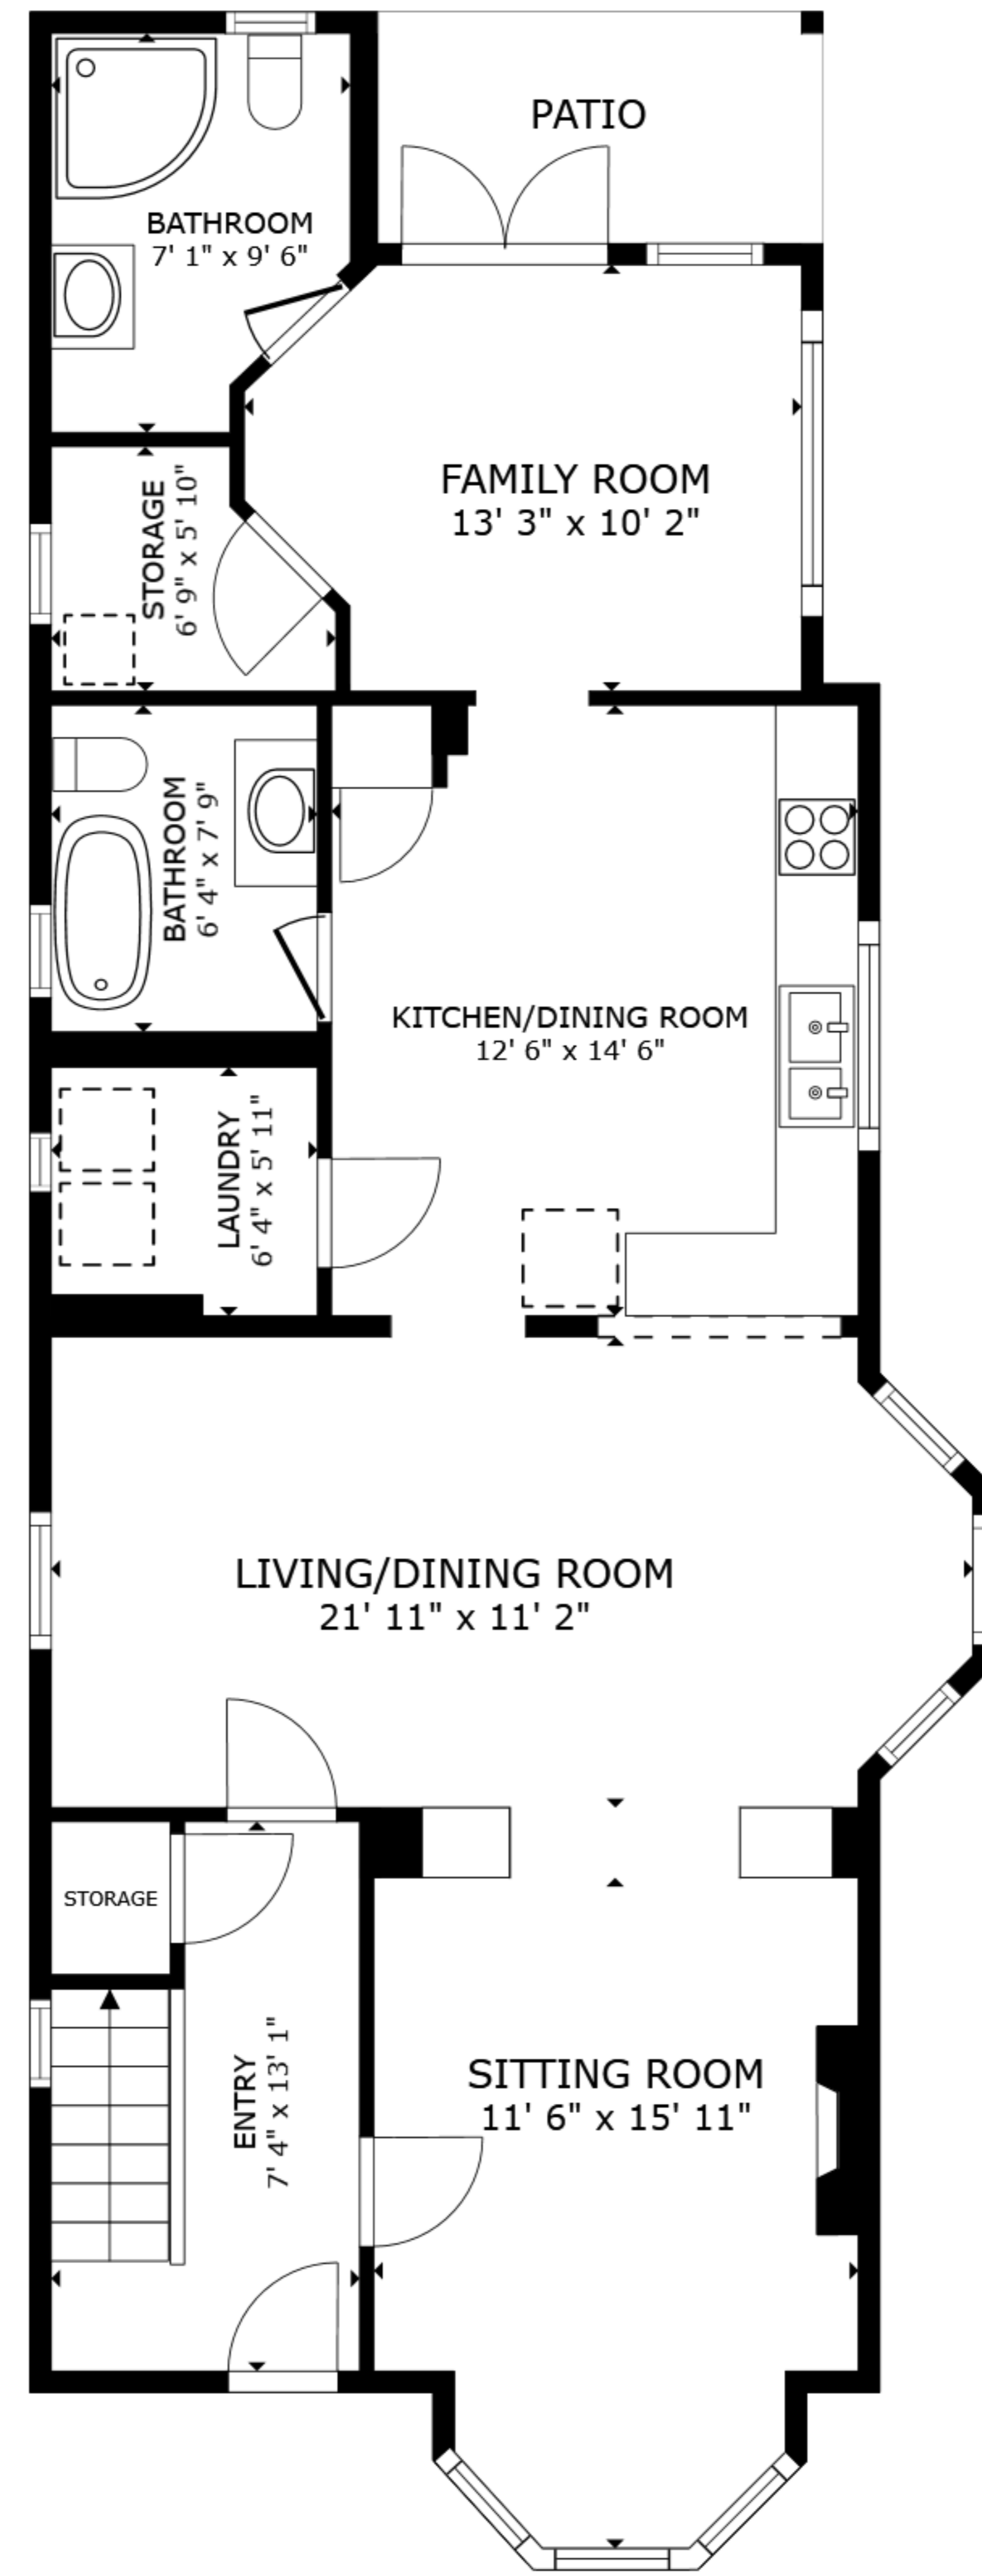 PATIO
BATHROOM
7' 1" x 9' 6"
FAMILY ROOM
13' 3" x 10' 2"
STORAGE
6' 9" x 5' 10"
BATHROOM
6' 4" x 7' 9"
KITCHEN/DINING ROOM
12' 6" x 14' 6"
LAUNDRY
6' 4" x 5' 11"
LIVING/DINING ROOM
21' 11" x 11' 2"
STORAGE
ENTRY
7' 4" x 13' 1"
SITTING ROOM
11' 6" x 15' 11"